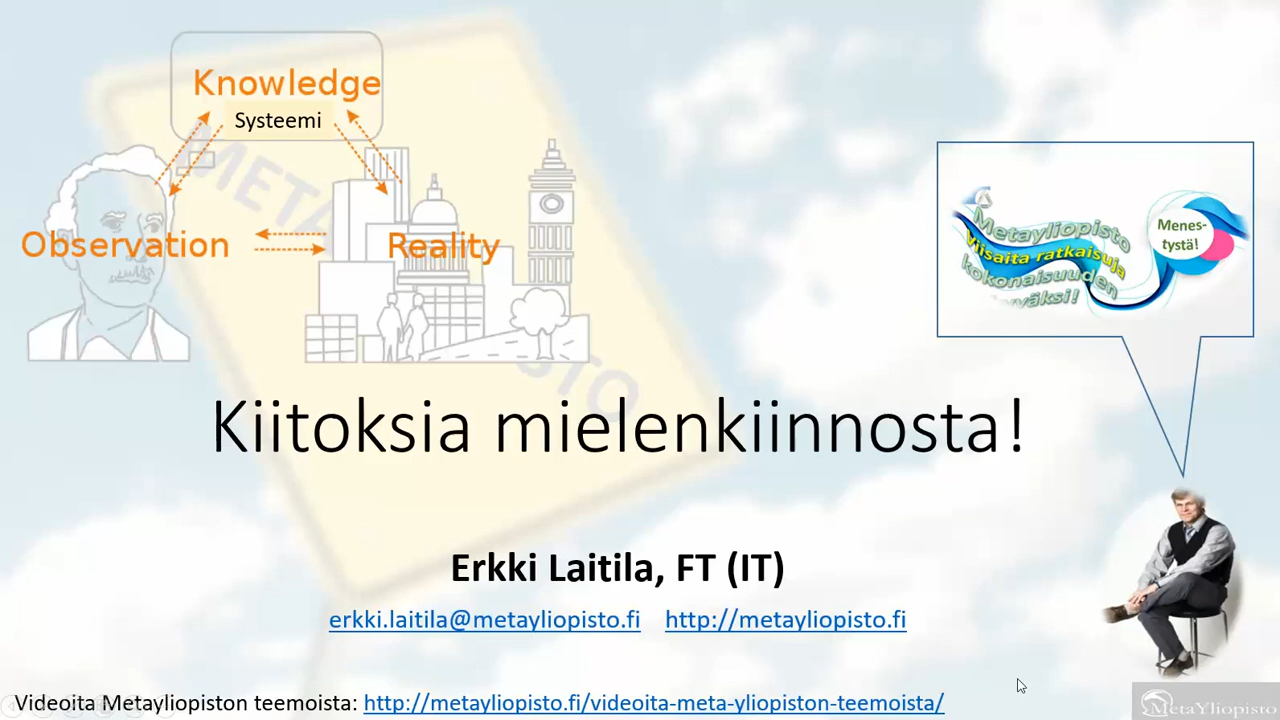 Knowledge
Systeemi
Observation
Reality
Metayliopisto
Viisaita ratkaisuja
kokonaisuuden
Menes-
tystä!
Kiitoksia mielenkiinnosta!
Erkki Laitila, FT (IT)
erkki.laitila@metayliopisto.fi http://metayliopisto.fi
Videoita Metayliopiston teemoista: http://metayliopisto.fi/videoita-meta-yliopiston-teemoista/
MetaYliopisto